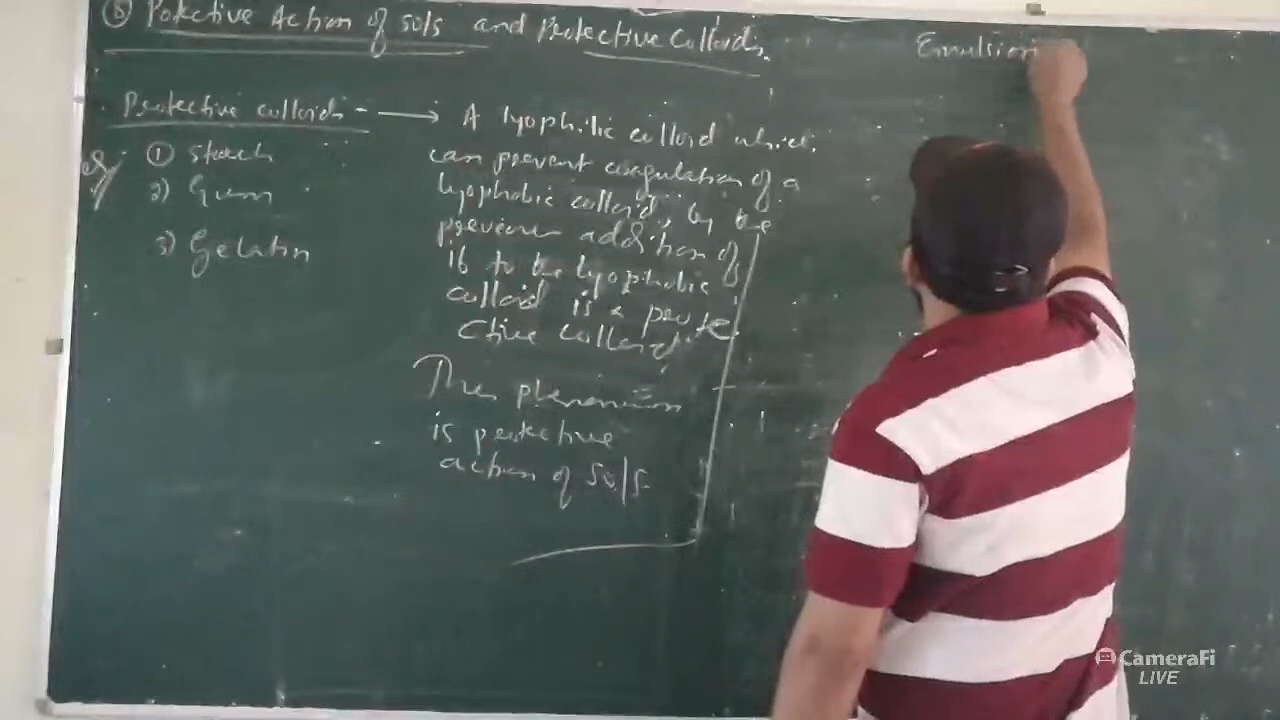 ⑤ Potective Action of sols and Protective Colloids,
Protective colloids - → A lyophilic colloid which
can prevent coagulation of a
lyophobic colloid, by the
previous addition of
it to the lyophobic
colloid is a prote
ctive colloid.
The phenomenon
is protective
action of Sols
eg ① Starch
2) Gum
3) Gelatin
Emulsion
CameraFi
LIVE